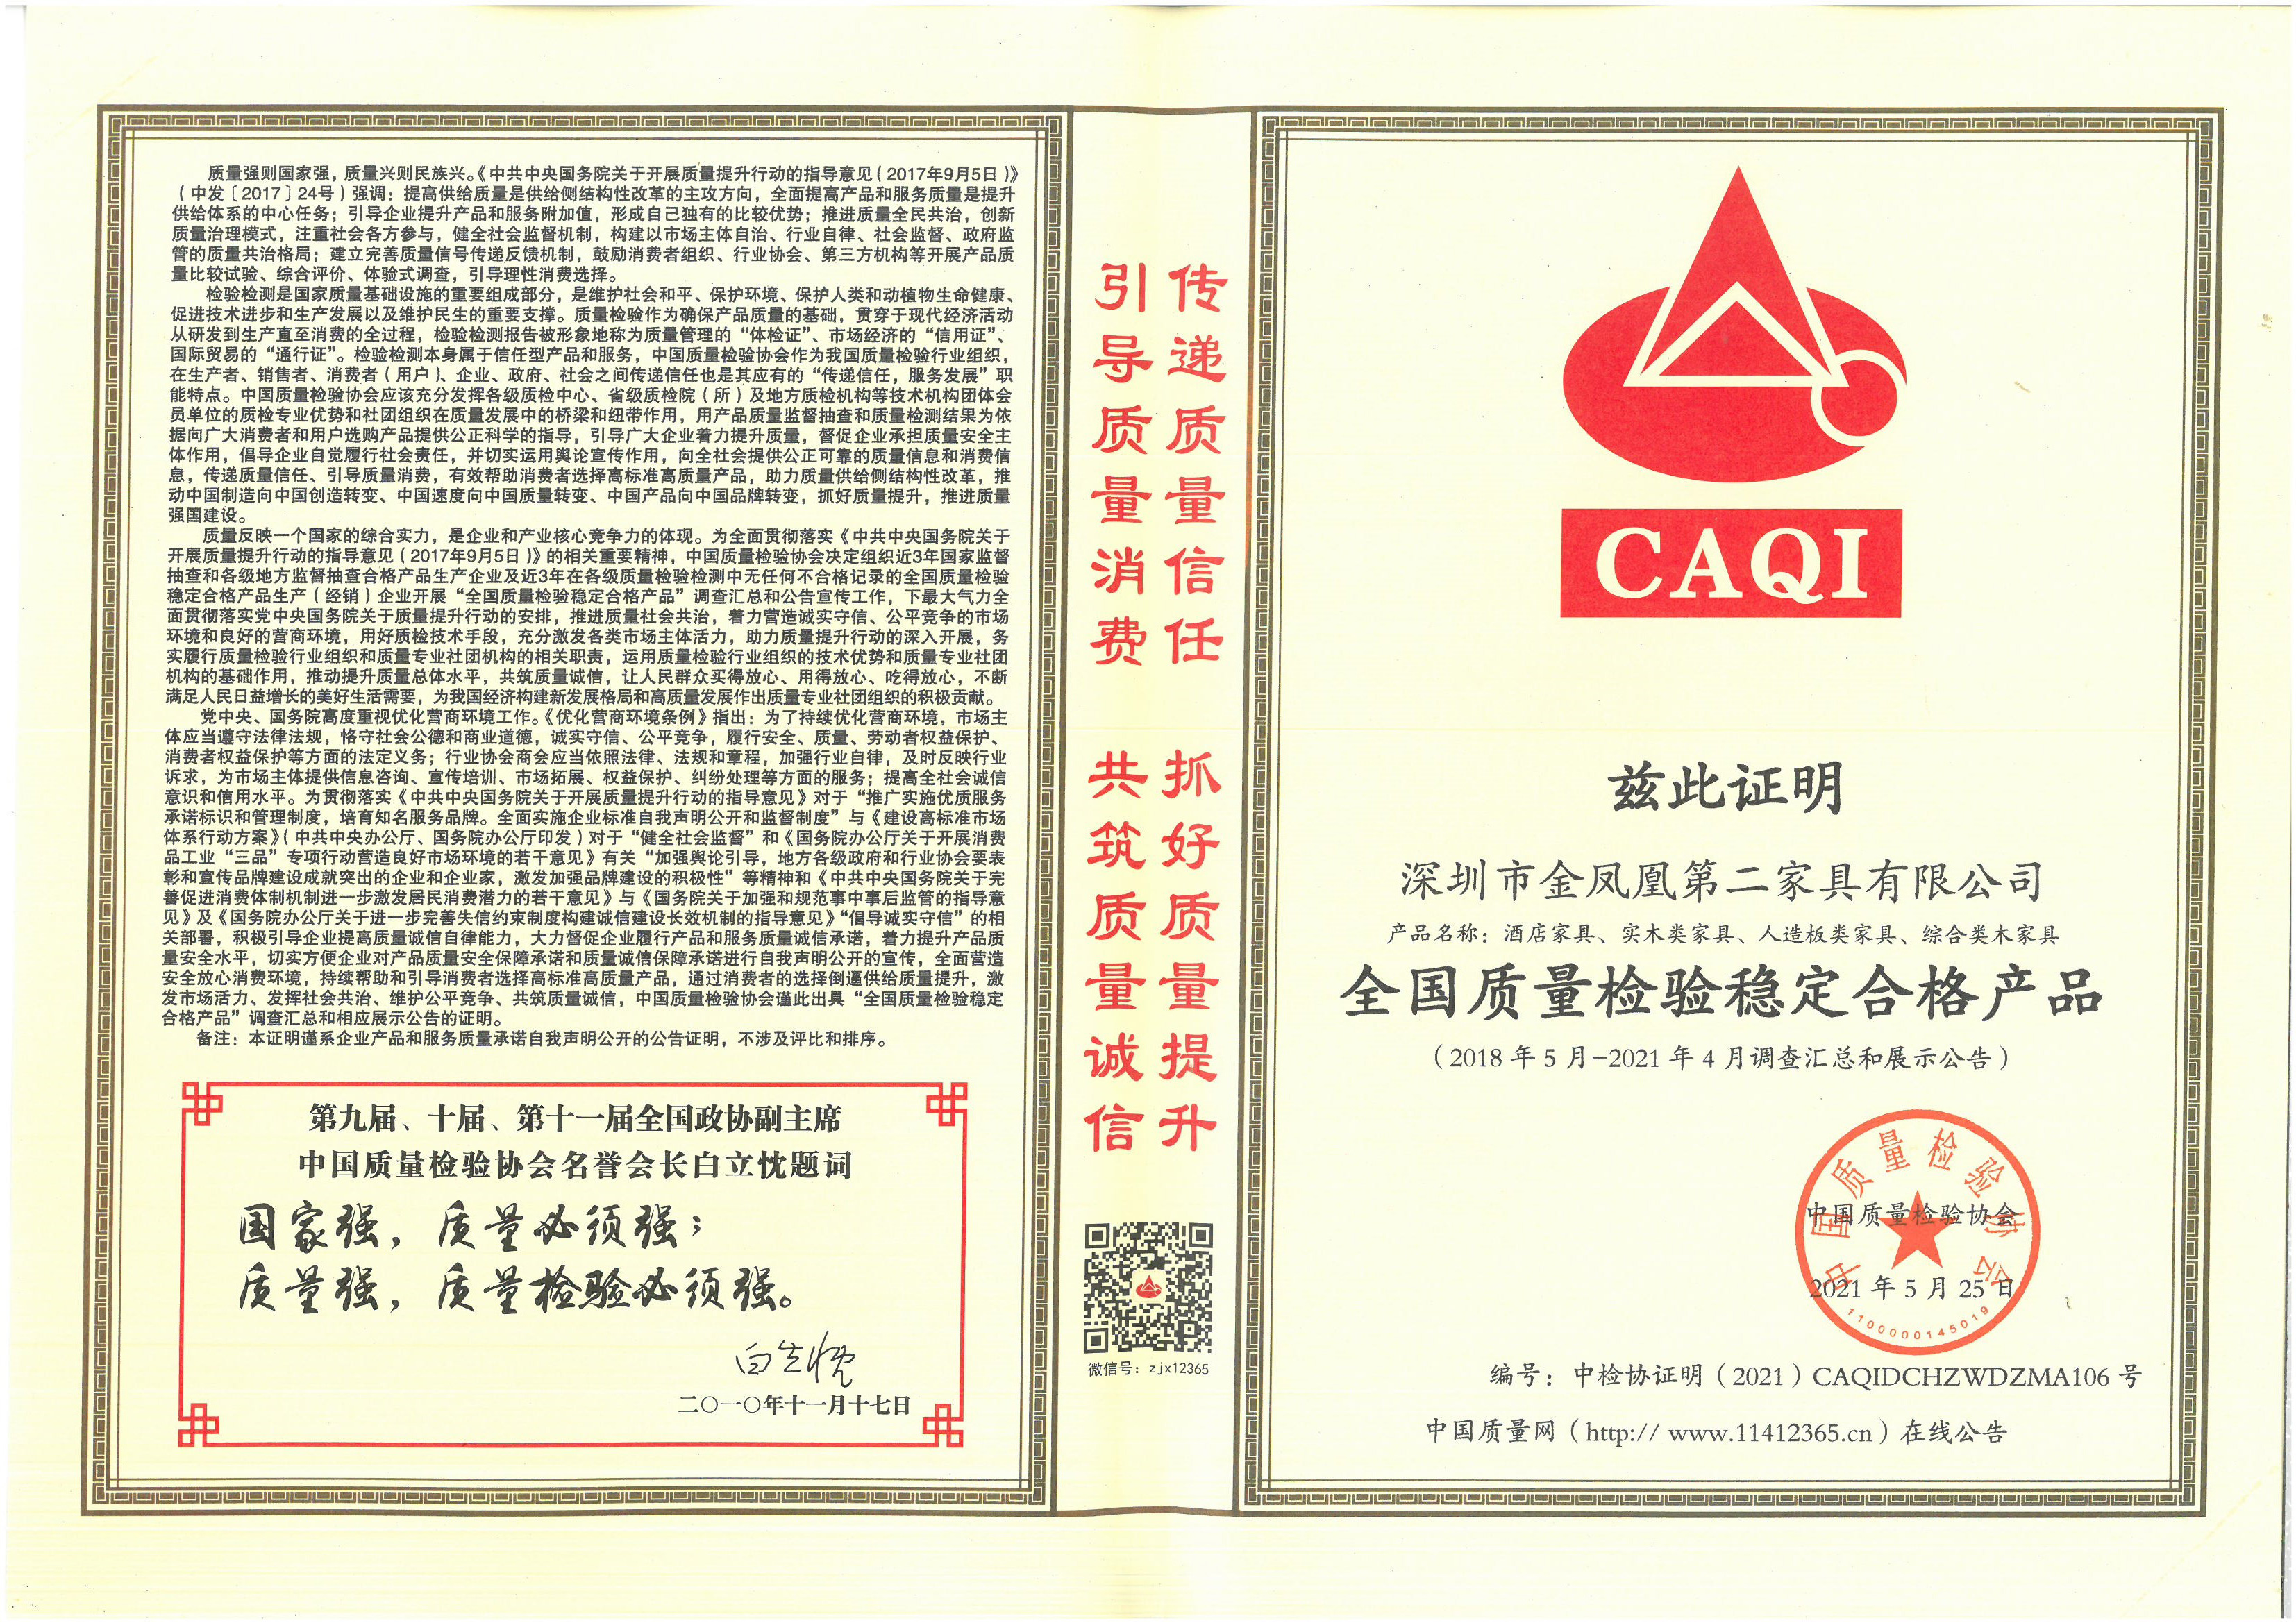 质量强则国家强，质量兴则民族兴。《中共中央国务院关于开展质量提升行动的指导意见（2017年9月5日）》
（中发〔2017〕24号）强调：提高供给质量是供给侧结构性改革的主攻方向，全面提高产品和服务质量是提升
供给体系的中心任务；引导企业提升产品和服务附加值，形成自己独有的比较优势；推进质量全民共治，创新
质量治理模式，注重社会各方参与，健全社会监督机制，构建以市场主体自治、行业自律、社会监督、政府监
管的质量共治格局；建立完善质量信号传递反馈机制，鼓励消费者组织、行业协会、第三方机构等开展产品质
量比较试验、综合评价、体验式调查，引导理性消费选择。
检验检测是国家质量基础设施的重要组成部分，是维护社会和平、保护环境、保护人类和动植物生命健康、
促进技术进步和生产发展以及维护民生的重要支撑。质量检验作为确保产品质量的基础，贯穿于现代经济活动
从研发到生产直至消费的全过程，检验检测报告被形象地称为质量管理的“体检证”、市场经济的“信用证”、
国际贸易的“通行证”。检验检测本身属于信任型产品和服务，中国质量检验协会作为我国质量检验行业组织，
在生产者、销售者、消费者（用户）、企业、政府、社会之间传递信任也是其应有的“传递信任，服务发展”职
能特点。中国质量检验协会应该充分发挥各级质检中心、省级质检院（所）及地方质检机构等技术机构团体会
员单位的质检专业优势和社团组织在质量发展中的桥梁和纽带作用，用产品质量监督抽查和质量检测结果为依
据向广大消费者和用户选购产品提供公正科学的指导，引导广大企业着力提升质量，督促企业承担质量安全主
体作用，倡导企业自觉履行社会责任，并切实运用舆论宣传作用，向全社会提供公正可靠的质量信息和消费信
息，传递质量信任、引导质量消费，有效帮助消费者选择高标准高质量产品，助力质量供给侧结构性改革，推
动中国制造向中国创造转变、中国速度向中国质量转变、中国产品向中国品牌转变，抓好质量提升，推进质量
强国建设。
质量反映一个国家的综合实力，是企业和产业核心竞争力的体现。为全面贯彻落实《中共中央国务院关于
开展质量提升行动的指导意见（2017年9月5日）》的相关重要精神，中国质量检验协会决定组织近3年国家监督
抽查和各级地方监督抽查合格产品生产企业及近3年在各级质量检验检测中无任何不合格记录的全国质量检验
稳定合格产品生产（经销）企业开展“全国质量检验稳定合格产品”调查汇总和公告宣传工作，下最大气力全
面贯彻落实党中央国务院关于质量提升行动的安排，推进质量社会共治，着力营造诚实守信、公平竞争的市场
环境和良好的营商环境，用好质检技术手段，充分激发各类市场主体活力，助力质量提升行动的深入开展，务
实履行质量检验行业组织和质量专业社团机构的相关职责，运用质量检验行业组织的技术优势和质量专业社团
机构的基础作用，推动提升质量总体水平，共筑质量诚信，让人民群众买得放心、用得放心、吃得放心，不断
满足人民日益增长的美好生活需要，为我国经济构建新发展格局和高质量发展作出质量专业社团组织的积极贡献。
党中央、国务院高度重视优化营商环境工作。《优化营商环境条例》指出：为了持续优化营商环境，市场主
体应当遵守法律法规，恪守社会公德和商业道德，诚实守信、公平竞争，履行安全、质量、劳动者权益保护、
消费者权益保护等方面的法定义务；行业协会商会应当依照法律、法规和章程，加强行业自律，及时反映行业
诉求，为市场主体提供信息咨询、宣传培训、市场拓展、权益保护、纠纷处理等方面的服务；提高全社会诚信
意识和信用水平。为贯彻落实《中共中央国务院关于开展质量提升行动的指导意见》对于“推广实施优质服务
承诺标识和管理制度，培育知名服务品牌。全面实施企业标准自我声明公开和监督制度”与《建设高标准市场
体系行动方案》（中共中央办公厅、国务院办公厅印发）对于“健全社会监督”和《国务院办公厅关于开展消费
品工业“三品”专项行动营造良好市场环境的若干意见》有关“加强舆论引导，地方各级政府和行业协会要表
彰和宣传品牌建设成就突出的企业和企业家，激发加强品牌建设的积极性”等精神和《中共中央国务院关于完
善促进消费体制机制进一步激发居民消费潜力的若干意见》与《国务院关于加强和规范事中事后监管的指导意
见》及《国务院办公厅关于进一步完善失信约束制度构建诚信建设长效机制的指导意见》“倡导诚实守信”的相
关部署，积极引导企业提高质量诚信自律能力，大力督促企业履行产品和服务质量诚信承诺，着力提升产品质
量安全水平，切实方便企业对产品质量安全保障承诺和质量诚信保障承诺进行自我声明公开的宣传，全面营造
安全放心消费环境，持续帮助和引导消费者选择高标准高质量产品，通过消费者的选择倒逼供给质量提升，激
发市场活力、发挥社会共治、维护公平竞争、共筑质量诚信，中国质量检验协会谨此出具“全国质量检验稳定
合格产品”调查汇总和相应展示公告的证明。
备注：本证明谨系企业产品和服务质量承诺自我声明公开的公告证明，不涉及评比和排序。
第九届、十届、第十一届全国政协副主席
中国质量检验协会名誉会长白立忱题词
国家强，质量必须强；
质量强，质量检验必须强。
白立忱
二〇一〇年十一月十七日
传递质量信任 抓好质量提升
引导质量消费 共筑质量诚信
微信号：zjx12365
CAQI
兹此证明
深圳市金凤凰第二家具有限公司
产品名称：酒店家具、实木类家具、人造板类家具、综合类木家具
全国质量检验稳定合格产品
（2018年5月-2021年4月调查汇总和展示公告）
中国质量检验协会
中国质量检验协会
2021年5月25日
1100000145019
编号：中检协证明（2021）CAQIDCHZWDZMA106号
中国质量网（http:// www.11412365.cn）在线公告